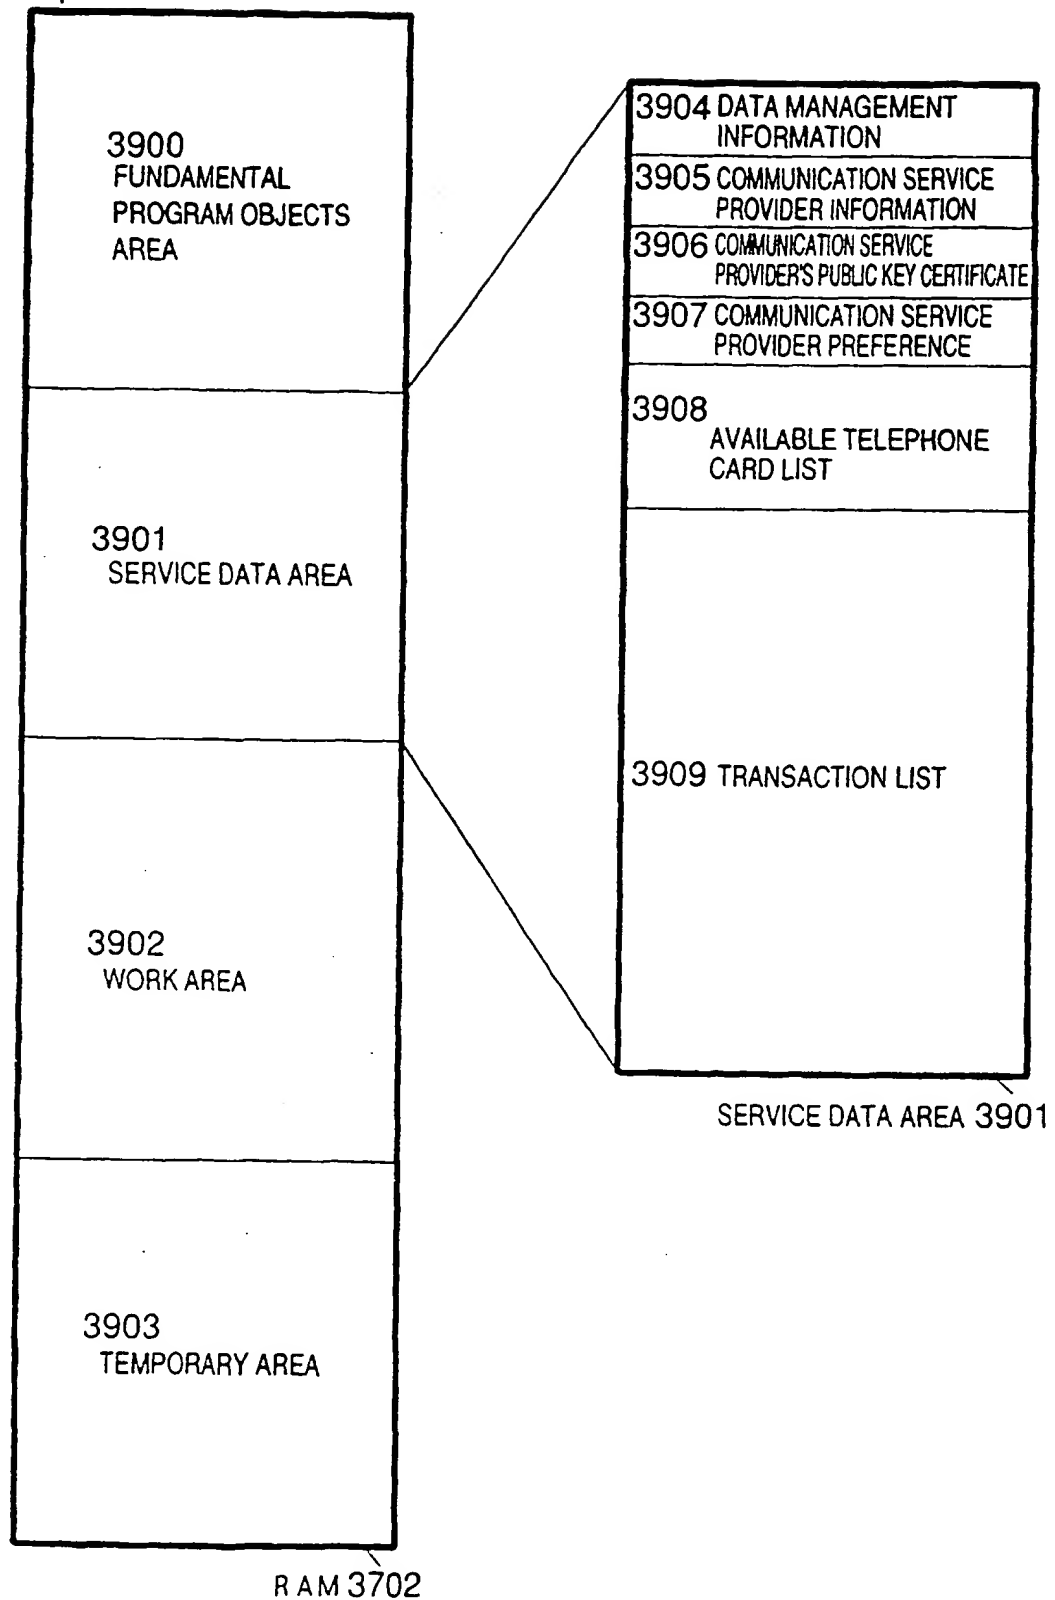 3900
FUNDAMENTAL
PROGRAM OBJECTS
AREA
3901
SERVICE DATA AREA
3902
WORK AREA
3903
TEMPORARY AREA
RAM 3702
3904 DATA MANAGEMENT
INFORMATION
3905 COMMUNICATION SERVICE
PROVIDER INFORMATION
3906 COMMUNICATION SERVICE
PROVIDER'S PUBLIC KEY CERTIFICATE
3907 COMMUNICATION SERVICE
PROVIDER PREFERENCE
3908
AVAILABLE TELEPHONE
CARD LIST
3909 TRANSACTION LIST
SERVICE DATA AREA 3901